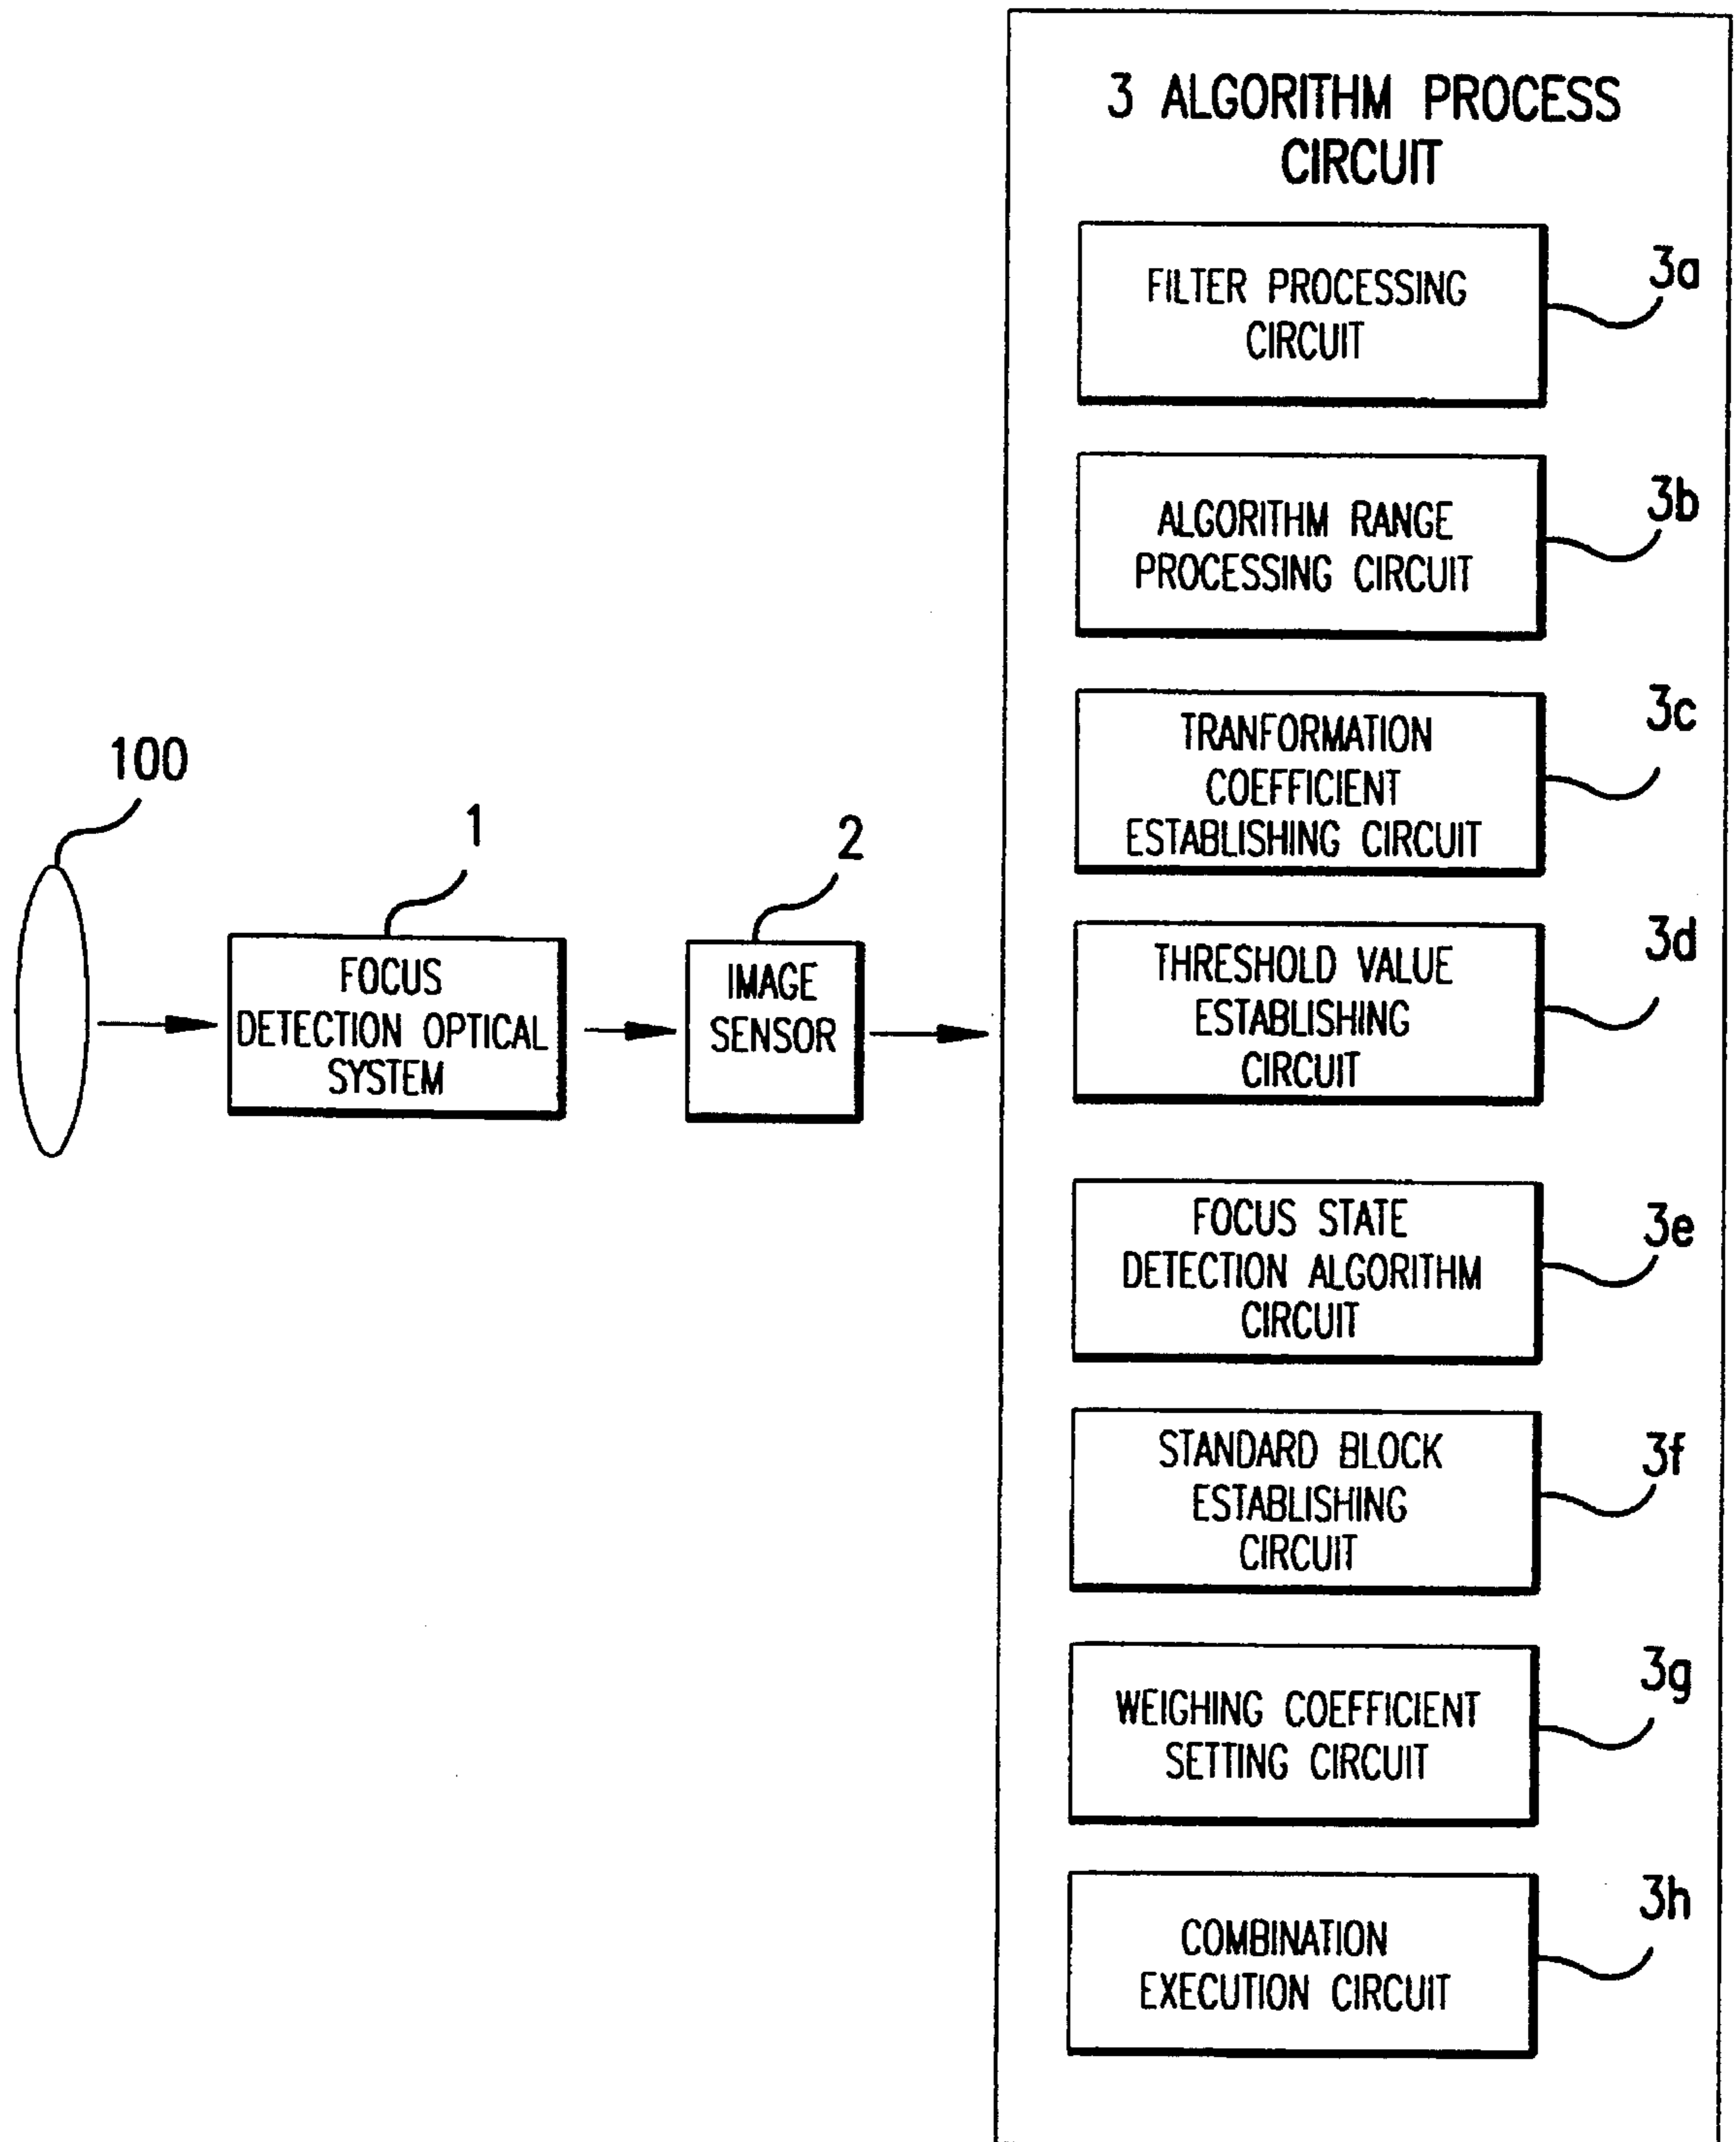 3 ALGORITHM PROCESS
CIRCUIT
FILTER PROCESSING
CIRCUIT
3a
ALGORITHM RANGE
PROCESSING CIRCUIT
3b
TRANFORMATION
COEFFICIENT
ESTABLISHING CIRCUIT
3c
100
1
2
FOCUS
DETECTION OPTICAL
SYSTEM
IMAGE
SENSOR
THRESHOLD VALUE
ESTABLISHING
CIRCUIT
3d
FOCUS STATE
DETECTION ALGORITHM
CIRCUIT
3e
STANDARD BLOCK
ESTABLISHING
CIRCUIT
3f
WEIGHING COEFFICIENT
SETTING CIRCUIT
3g
COMBINATION
EXECUTION CIRCUIT
3h